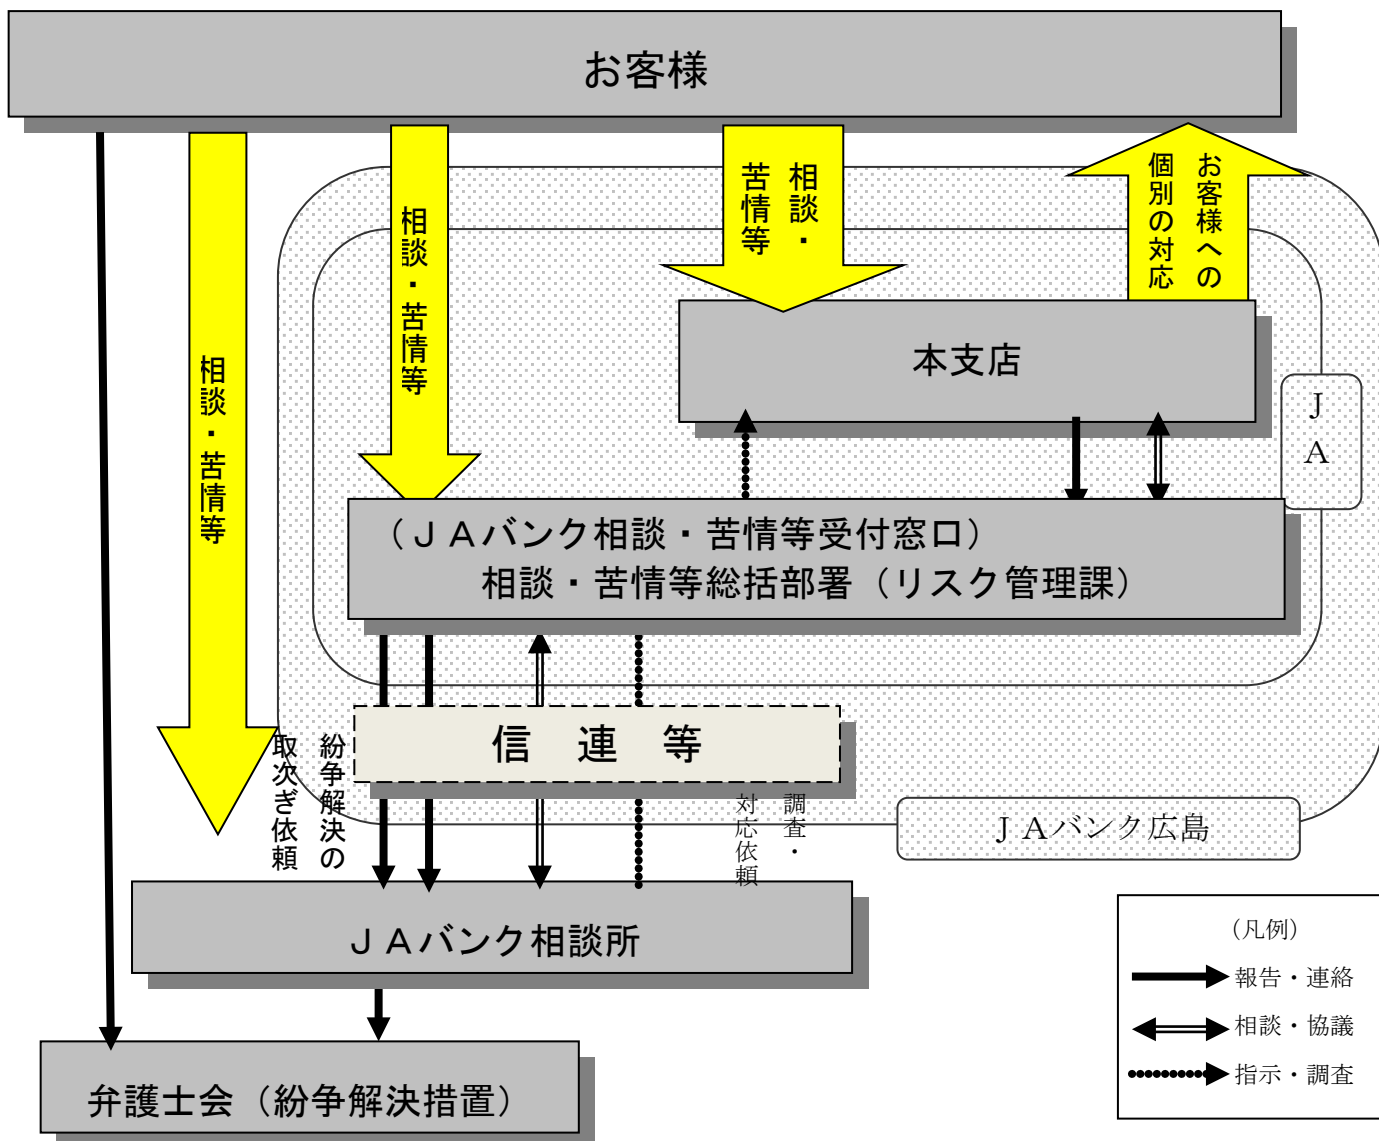 お客様
相談・苦情等
相談・苦情等
相談・
苦情等
お客様への
個別の対応
本支店
JA
(JAバンク相談・苦情等受付窓口)
相談・苦情等総括部署(リスク管理課)
信連等
紛争解決の
取次ぎ依頼
調査・
対応依頼
JAバンク広島
JAバンク相談所
弁護士会(紛争解決措置)
(凡例)
報告・連絡
相談・協議
指示・調査